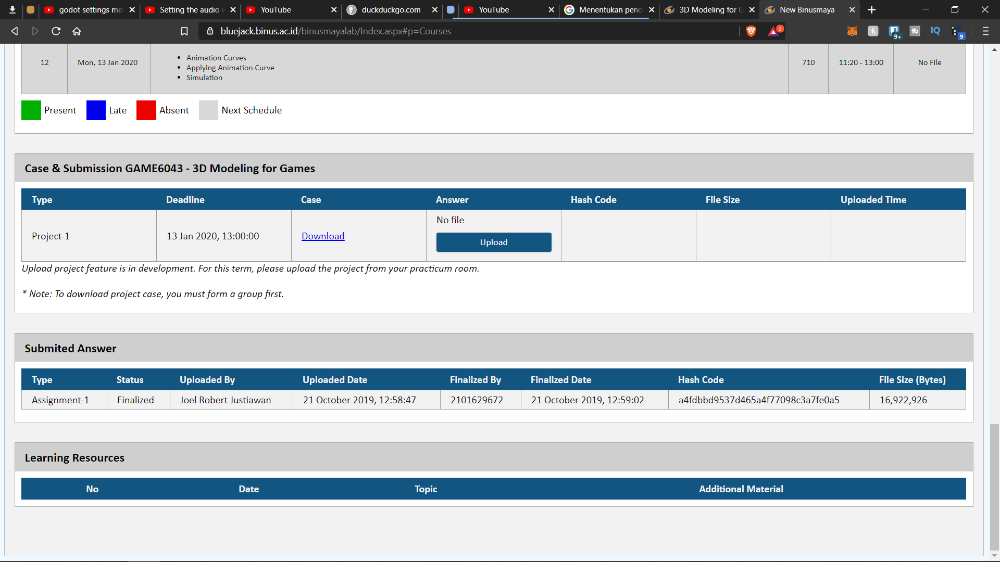 godot settings me
Setting the audio v
YouTube
duckduckgo.com
YouTube
Menentukan peno
3D Modeling for G
New Binusmaya
bluejack.binus.ac.id/binusmayalab/Index.aspx#p=Courses
2
9+
tb
IQ
9
12
Mon, 13 Jan 2020
Animation Curves
Applying Animation Curve
Simulation
710
11:20 - 13:00
No File
Present
Late
Absent
Next Schedule
Case & Submission GAME6043 - 3D Modeling for Games
Type Deadline Case Answer Hash Code File Size Uploaded Time
No file
Project-1 13 Jan 2020, 13:00:00 Download
Upload
Upload project feature is in development. For this term, please upload the project from your practicum room.
* Note: To download project case, you must form a group first.
Submited Answer
Type Status Uploaded By Uploaded Date Finalized By Finalized Date Hash Code File Size (Bytes)
Assignment-1 Finalized Joel Robert Justiawan 21 October 2019, 12:58:47 2101629672 21 October 2019, 12:59:02 a4fdbbd9537d465a4f77098c3a7fe0a5 16,922,926
Learning Resources
No Date Topic Additional Material